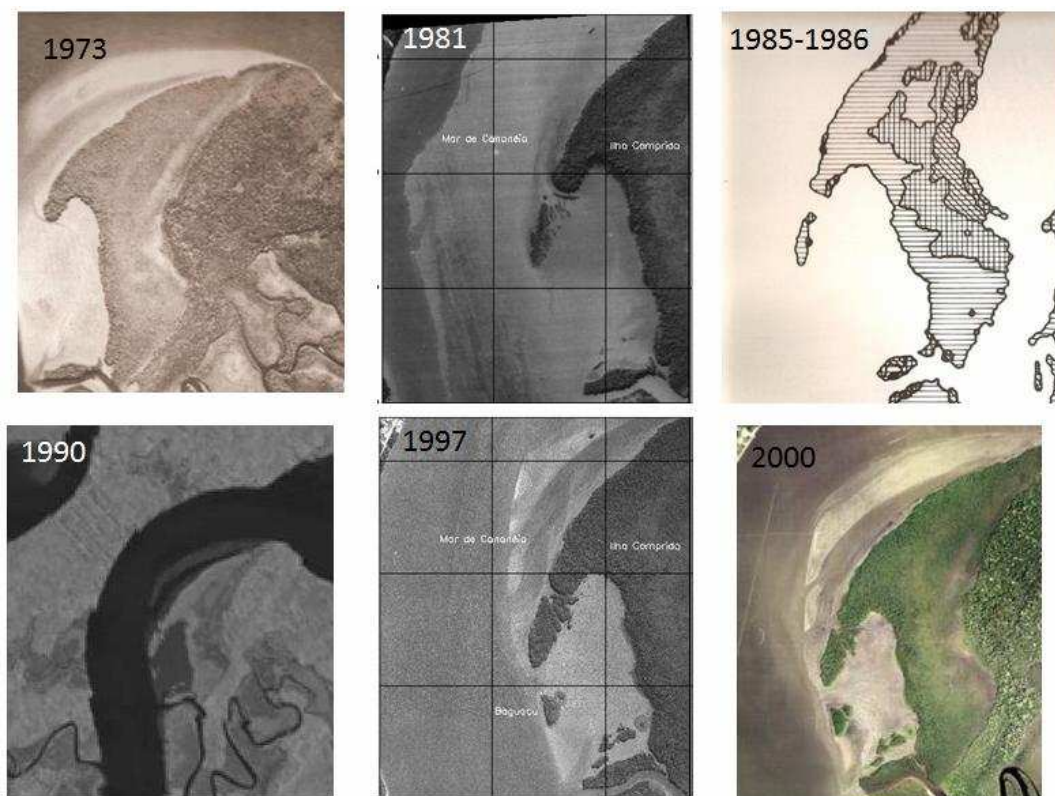 1973
1981
1985-1986
Mar de Cananéia
Ilha Comprida
1990
1997
2000
Mar de Cananéia
Ilha Comprida
Baguaçu